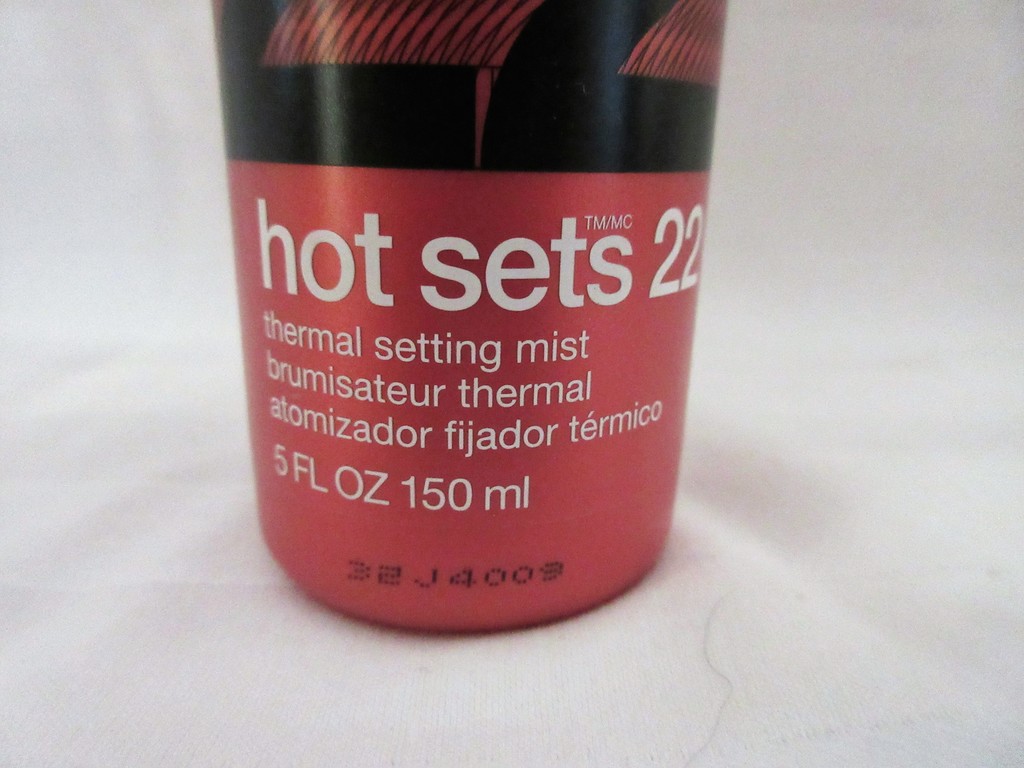 hot sets™/MC 22
thermal setting mist
brumisateur thermal
atomizador fijador térmico
5 FL OZ 150 ml
32J4009